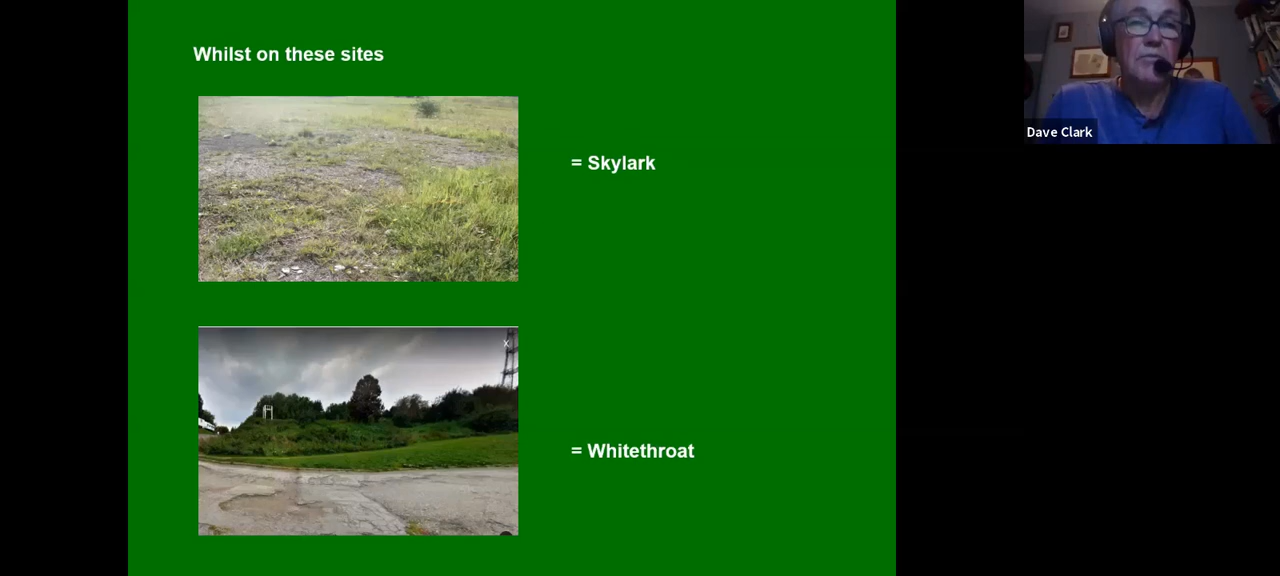 Whilst on these sites
Dave Clark
= Skylark
X
= Whitethroat